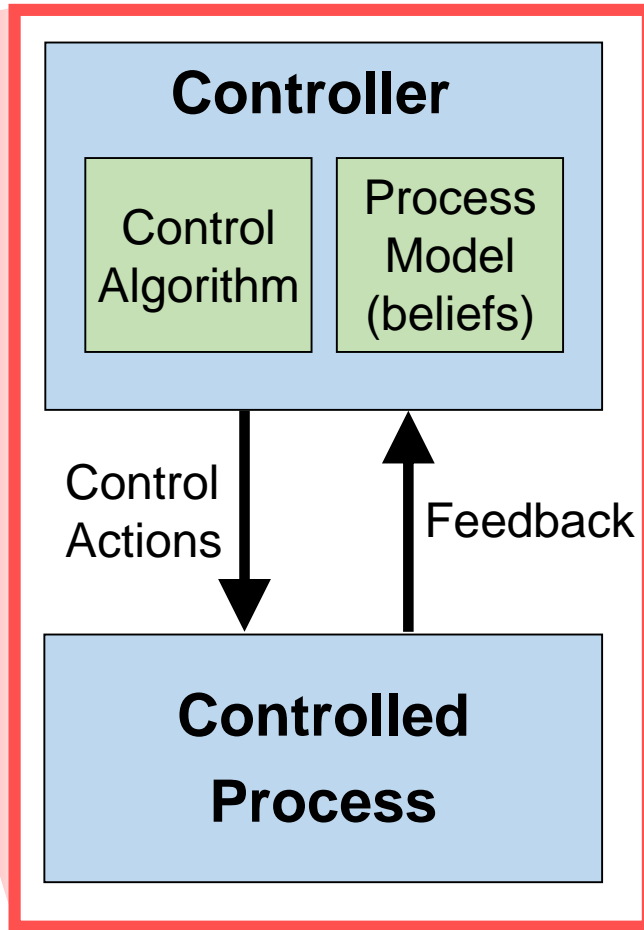 Controller
Control
Algorithm
Process
Model
(beliefs)
Control
Actions
Feedback
Controlled
Process